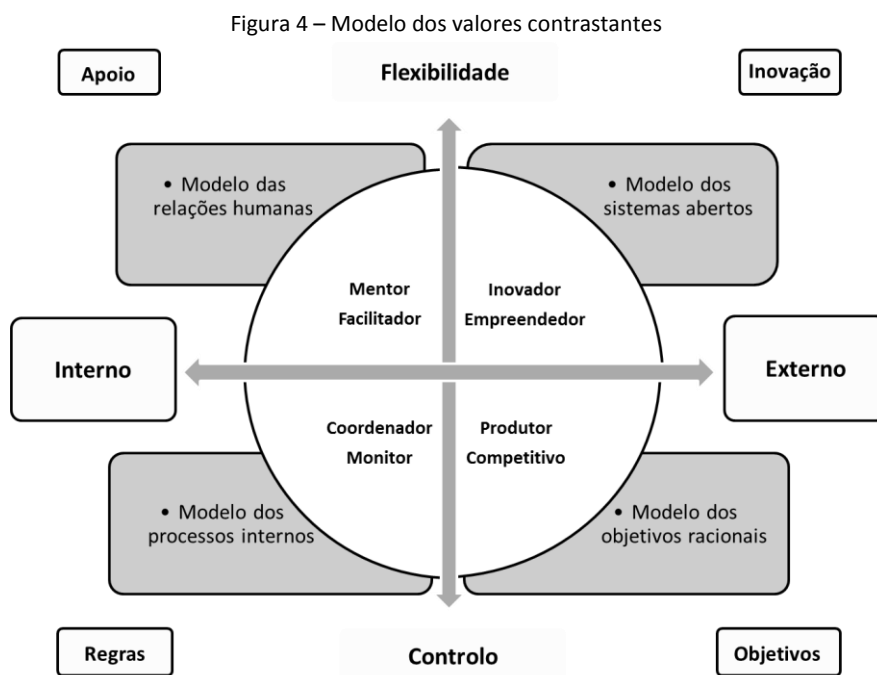 Figura 4 – Modelo dos valores contrastantes
Apoio
Flexibilidade
Inovação
• Modelo das
relações humanas
• Modelo dos
sistemas abertos
Mentor
Facilitador
Inovador
Empreendedor
Interno
Externo
Coordenador
Monitor
Produtor
Competitivo
• Modelo dos
processos internos
• Modelo dos
objetivos racionais
Regras
Controlo
Objetivos